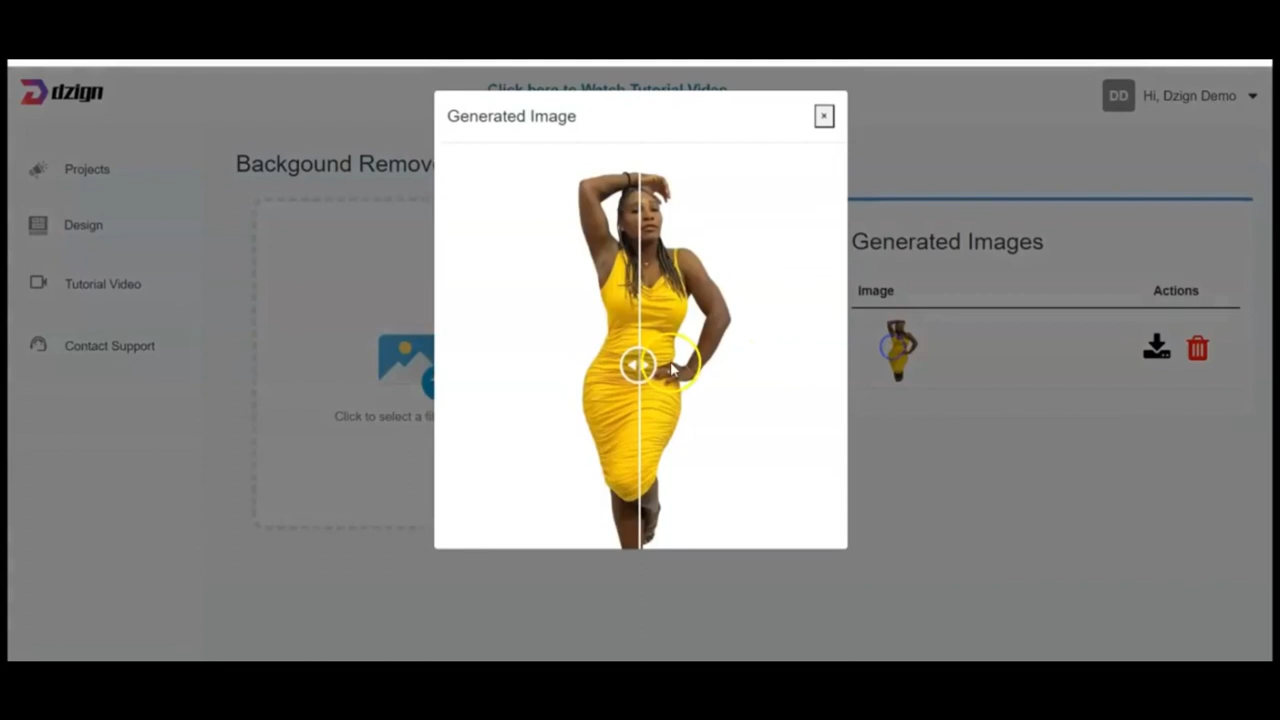 dzign
Click here to Watch Tutorial Video
DD Hi, Dzign Demo
Generated Image
×
Projects
Design
Tutorial Video
Contact Support
Backgound Remov
Click to select a fil
Generated Images
Image Actions